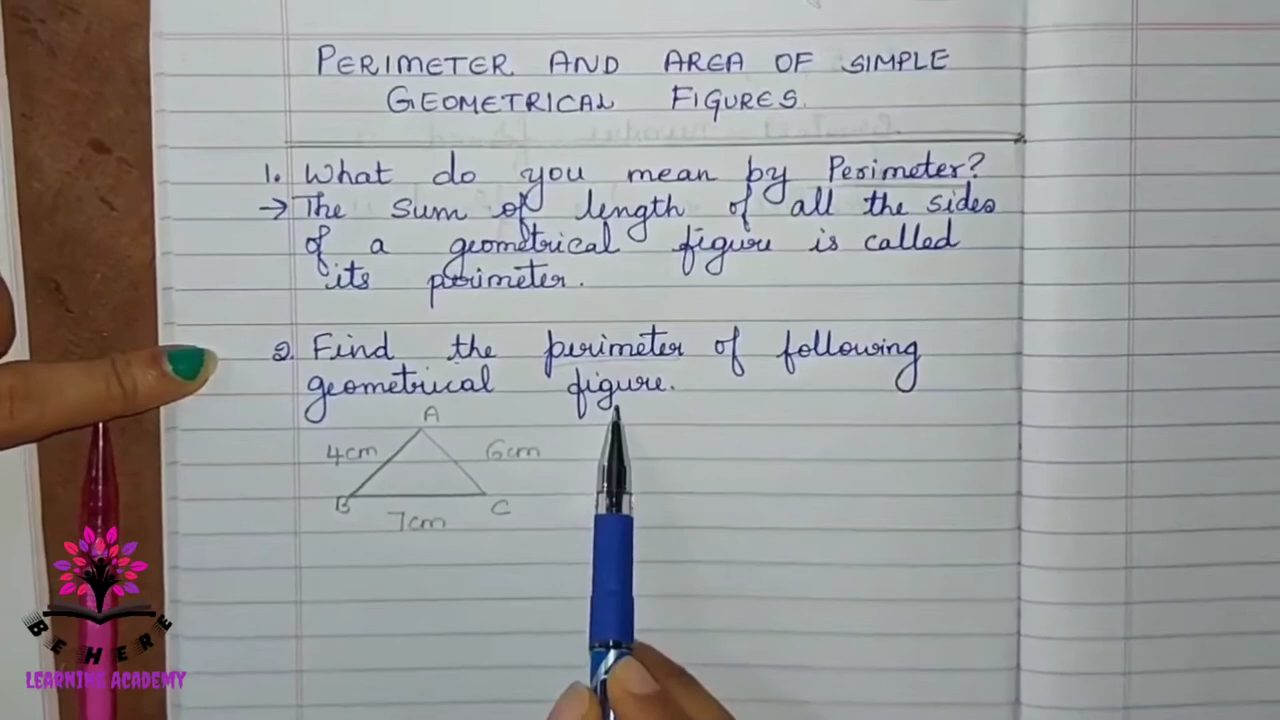 PERIMETER AND AREA OF SIMPLE
GEOMETRICAL FIGURES.
1. What do you mean by Perimeter?
→ The sum of length of all the sides
of a geometrical figure is called
its perimeter.
2. Find the perimeter of following
geometrical figure.
A
4cm 6cm
B C
7cm
BEHERE
LEARNING ACADEMY